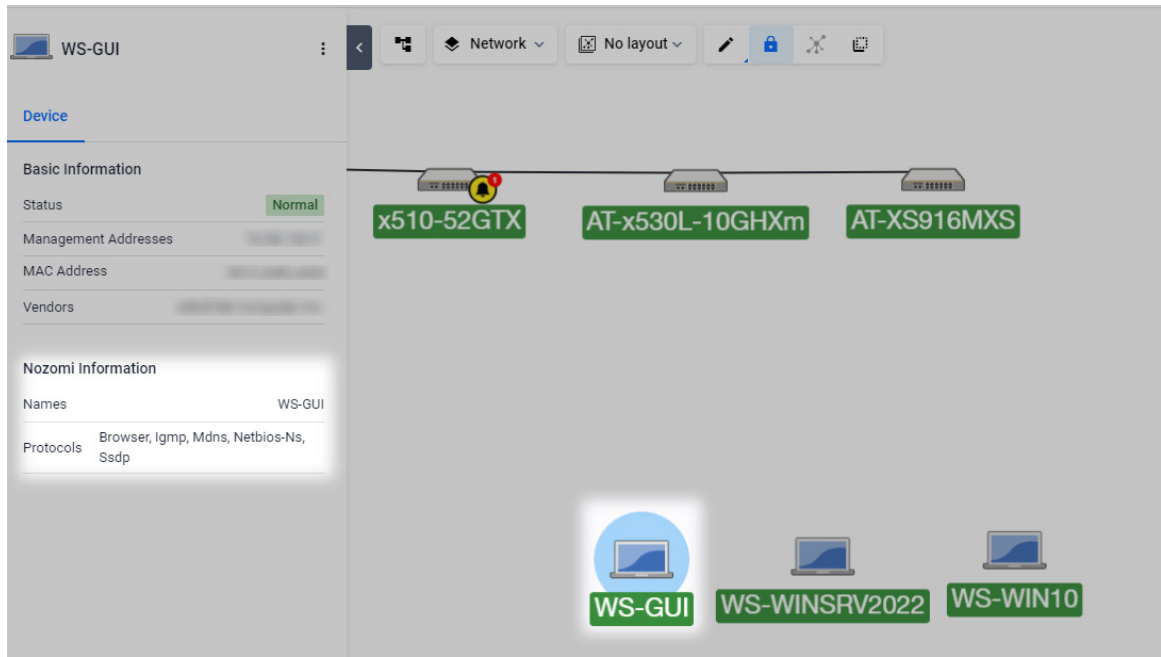 WS-GUI
Network
No layout
Device
Basic Information
Status Normal
Management Addresses
MAC Address
Vendors
Nozomi Information
Names WS-GUI
Protocols Browser, Igmp, Mdns, Netbios-Ns,
Ssdp
1
x510-52GTX AT-x530L-10GHXm AT-XS916MXS
WS-GUI WS-WINSRV2022 WS-WIN10